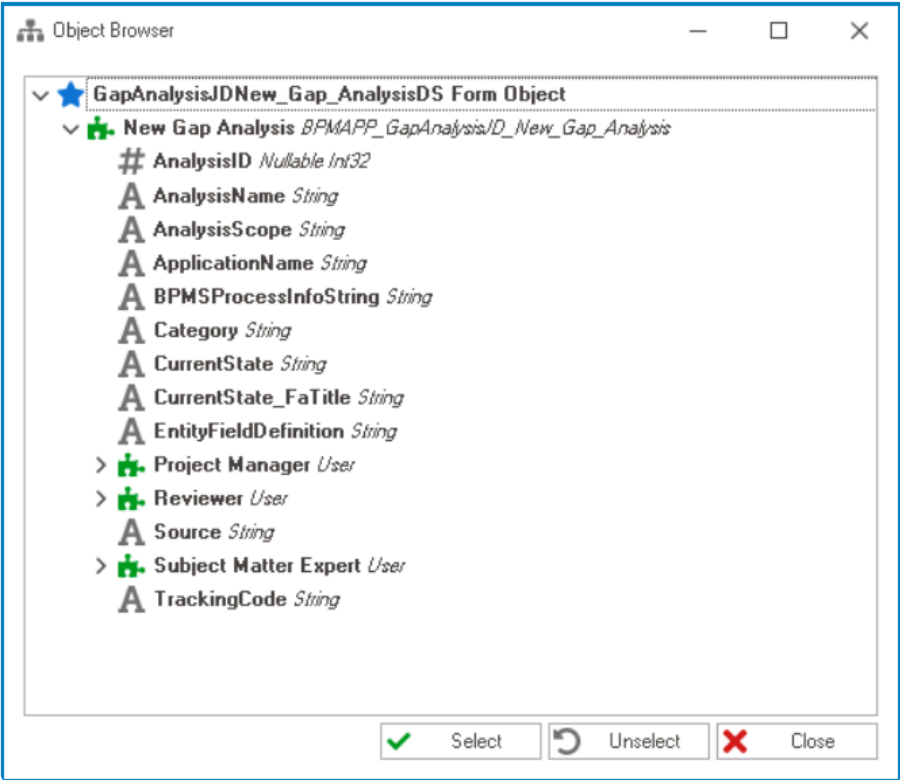 Object Browser
GapAnalysisJDNew_Gap_AnalysisDS Form Object
New Gap Analysis BPMAPP_GapAnalysisJD_New_Gap_Analysis
AnalysisID Nullable Int32
AnalysisName String
AnalysisScope String
ApplicationName String
BPMSProcessInfoString String
Category String
CurrentState String
CurrentState_FaTitle String
EntityFieldDefinition String
Project Manager User
Reviewer User
Source String
Subject Matter Expert User
TrackingCode String
Select Unselect Close